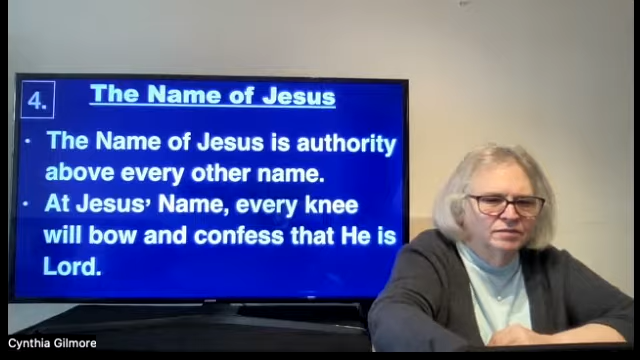 4.
The Name of Jesus
• The Name of Jesus is authority
above every other name.
• At Jesus’ Name, every knee
will bow and confess that He is
Lord.
Cynthia Gilmore